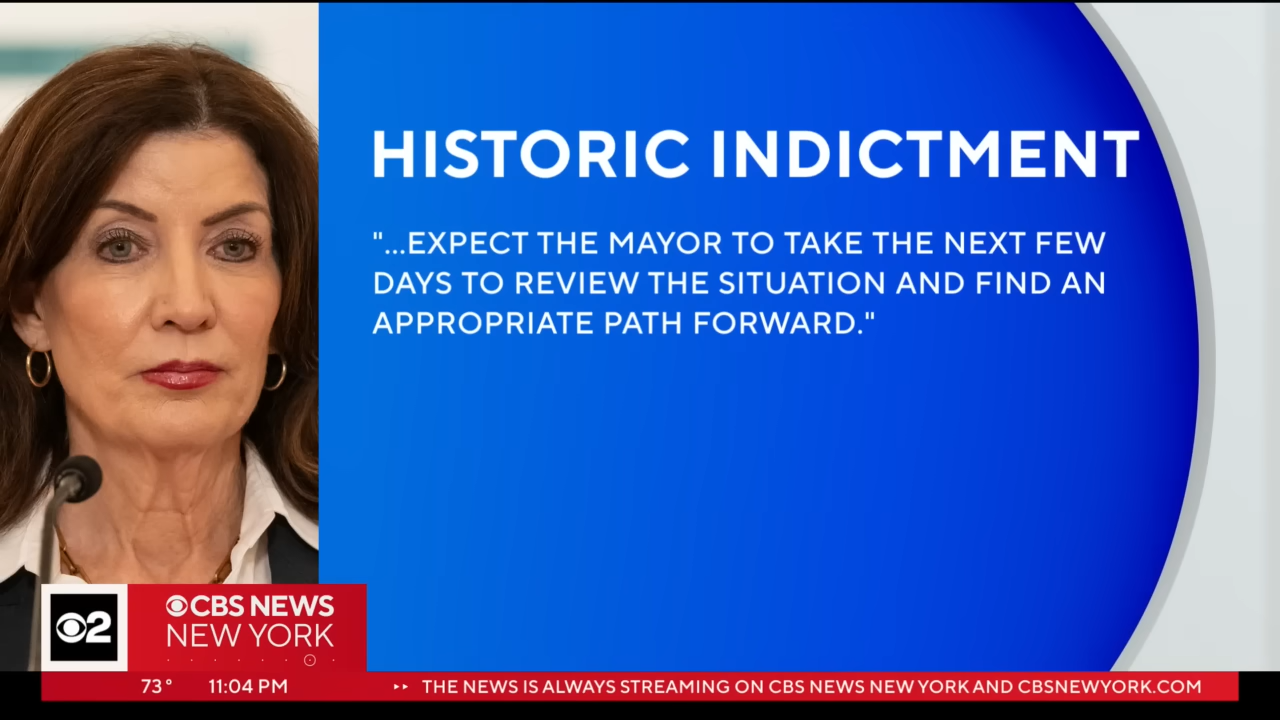 HISTORIC INDICTMENT
"...EXPECT THE MAYOR TO TAKE THE NEXT FEW
DAYS TO REVIEW THE SITUATION AND FIND AN
APPROPRIATE PATH FORWARD."
2
CBS NEWS
NEW YORK
73° 11:04 PM
THE NEWS IS ALWAYS STREAMING ON CBS NEWS NEW YORK AND CBSNEWYORK.COM